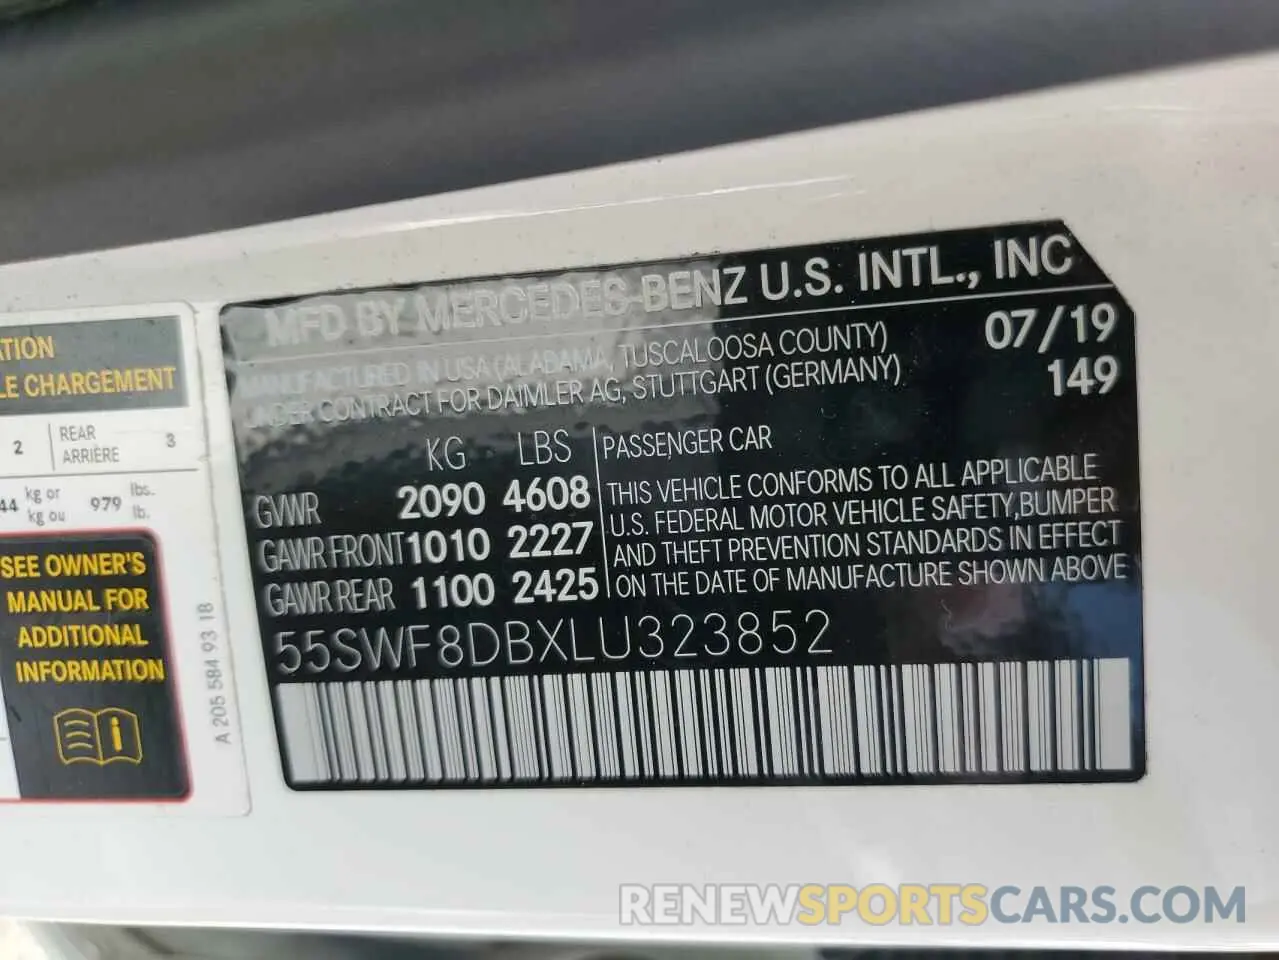 ATION
LE CHARGEMENT
2 REAR ARRIÈRE 3
44 kg or kg ou 979 lbs. lb.
SEE OWNER'S
MANUAL FOR
ADDITIONAL
INFORMATION
A 205 584 93 18
MFD BY MERCEDES-BENZ U.S. INTL., INC
MANUFACTURED IN USA (ALABAMA, TUSCALOOSA COUNTY)
UNDER CONTRACT FOR DAIMLER AG, STUTTGART (GERMANY)
07/19
149
KG LBS
GVWR 2090 4608
GAWR FRONT 1010 2227
GAWR REAR 1100 2425
PASSENGER CAR
THIS VEHICLE CONFORMS TO ALL APPLICABLE
U.S. FEDERAL MOTOR VEHICLE SAFETY, BUMPER
AND THEFT PREVENTION STANDARDS IN EFFECT
ON THE DATE OF MANUFACTURE SHOWN ABOVE
55SWF8DBXLU323852
RENEWSPORTSCARS.COM